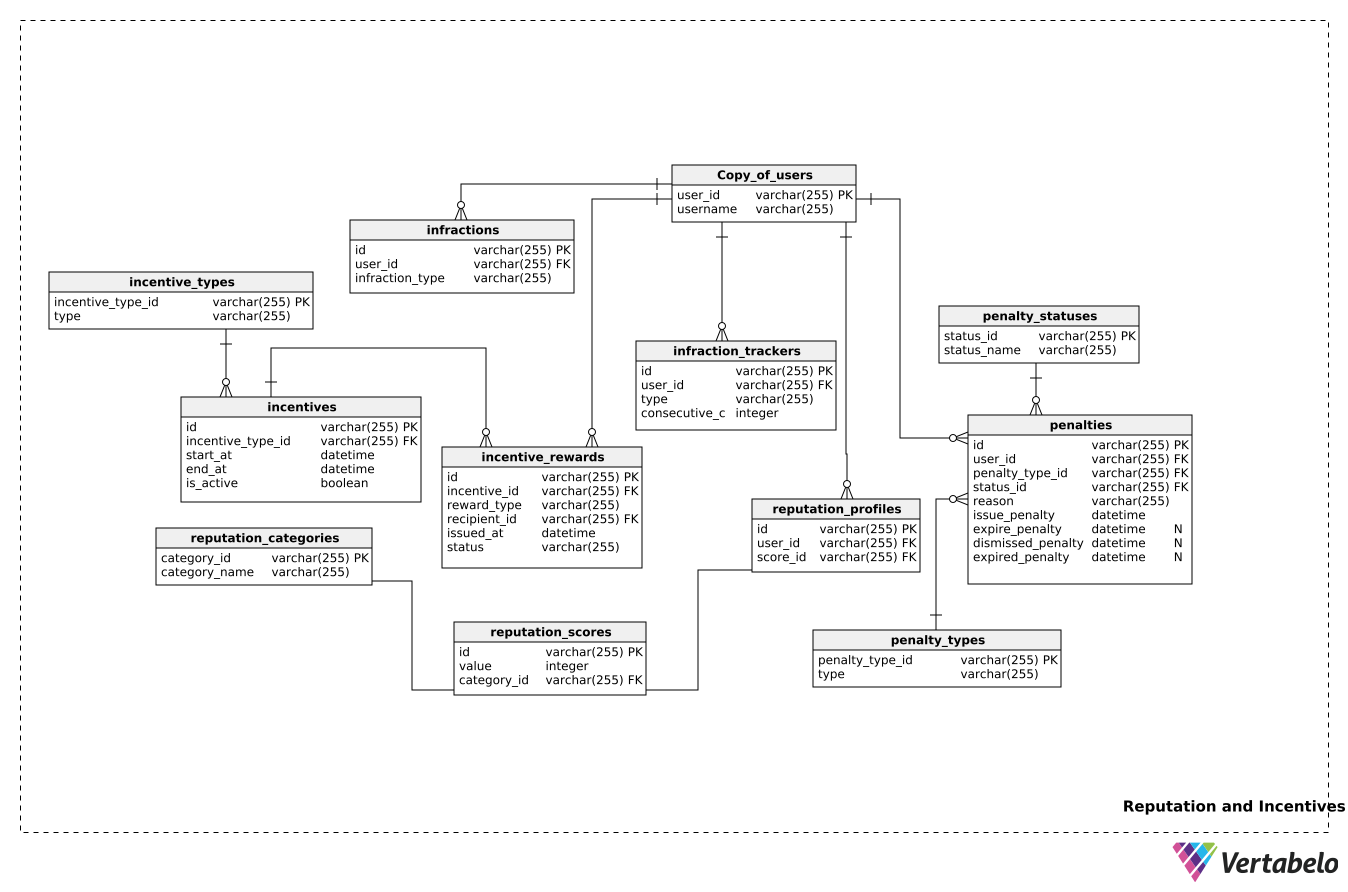 Copy_of_users
user_id varchar(255) PK
username varchar(255)
infractions
id varchar(255) PK
user_id varchar(255) FK
infraction_type varchar(255)
incentive_types
incentive_type_id varchar(255) PK
type varchar(255)
penalty_statuses
status_id varchar(255) PK
status_name varchar(255)
infraction_trackers
id varchar(255) PK
user_id varchar(255) FK
type varchar(255)
consecutive_c integer
incentives
id varchar(255) PK
incentive_type_id varchar(255) FK
start_at datetime
end_at datetime
is_active boolean
penalties
id varchar(255) PK
user_id varchar(255) FK
penalty_type_id varchar(255) FK
status_id varchar(255) FK
reason varchar(255)
issue_penalty datetime
expire_penalty datetime N
dismissed_penalty datetime N
expired_penalty datetime N
incentive_rewards
id varchar(255) PK
incentive_id varchar(255) FK
reward_type varchar(255)
recipient_id varchar(255) FK
issued_at datetime
status varchar(255)
reputation_profiles
id varchar(255) PK
user_id varchar(255) FK
score_id varchar(255) FK
reputation_categories
category_id varchar(255) PK
category_name varchar(255)
reputation_scores
id varchar(255) PK
value integer
category_id varchar(255) FK
penalty_types
penalty_type_id varchar(255) PK
type varchar(255)
Reputation and Incentives
Vertabelo